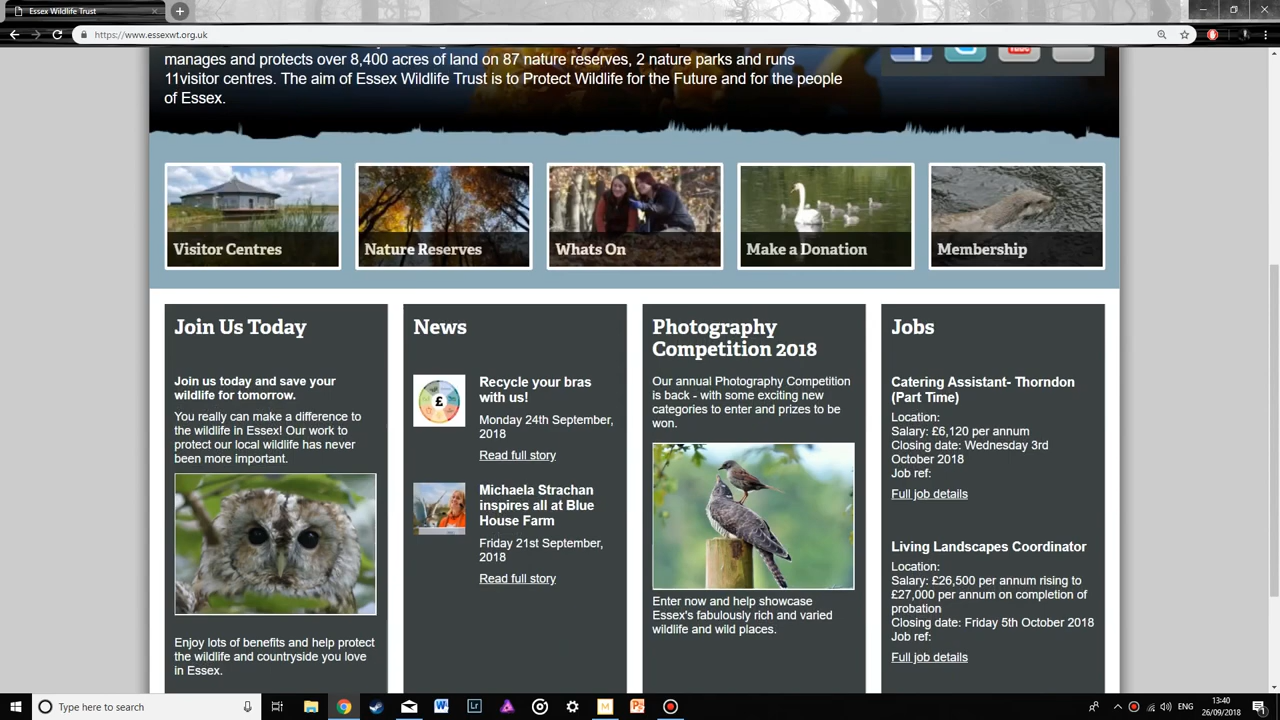 Essex Wildlife Trust
https://www.essexwt.org.uk
manages and protects over 8,400 acres of land on 87 nature reserves, 2 nature parks and runs
11visitor centres. The aim of Essex Wildlife Trust is to Protect Wildlife for the Future and for the people
of Essex.
Visitor Centres
Nature Reserves
Whats On
Make a Donation
Membership
Join Us Today
Join us today and save your
wildlife for tomorrow.
You really can make a difference to
the wildlife in Essex! Our work to
protect our local wildlife has never
been more important.
Enjoy lots of benefits and help protect
the wildlife and countryside you love
in Essex.
News
Recycle your bras
with us!
Monday 24th September,
2018
Read full story
Michaela Strachan
inspires all at Blue
House Farm
Friday 21st September,
2018
Read full story
Photography
Competition 2018
Our annual Photography Competition
is back - with some exciting new
categories to enter and prizes to be
won.
Enter now and help showcase
Essex's fabulously rich and varied
wildlife and wild places.
Jobs
Catering Assistant- Thorndon
(Part Time)
Location:
Salary: £6,120 per annum
Closing date: Wednesday 3rd
October 2018
Job ref:
Full job details
Living Landscapes Coordinator
Location:
Salary: £26,500 per annum rising to
£27,000 per annum on completion of
probation
Closing date: Friday 5th October 2018
Job ref:
Full job details
Type here to search
ENG
13:40
26/09/2018